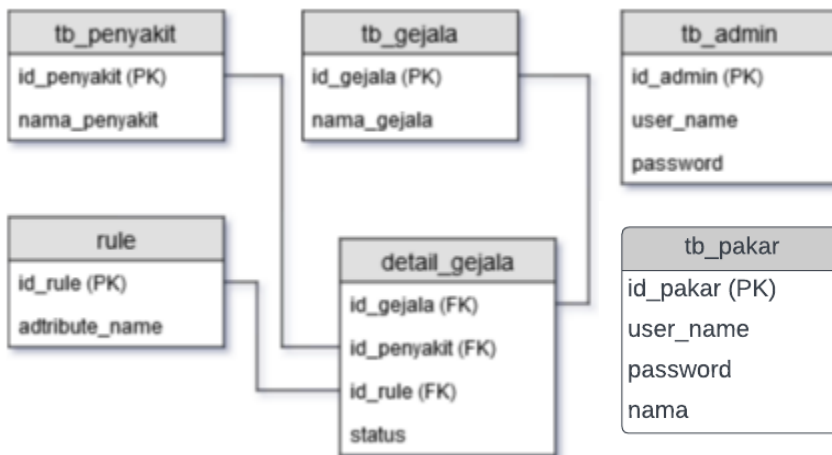 tb_penyakit
id_penyakit (PK)
nama_penyakit
tb_gejala
id_gejala (PK)
nama_gejala
tb_admin
id_admin (PK)
user_name
password
rule
id_rule (PK)
adtribute_name
detail_gejala
id_gejala (FK)
id_penyakit (FK)
id_rule (FK)
status
tb_pakar
id_pakar (PK)
user_name
password
nama